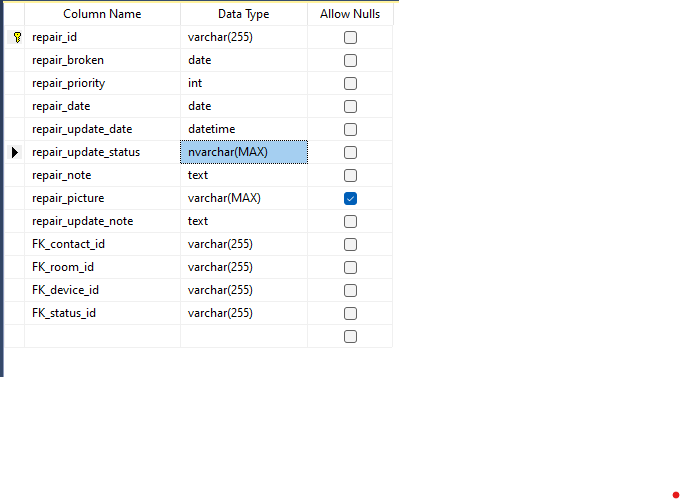 Column Name Data Type Allow Nulls
repair_id varchar(255)
repair_broken date
repair_priority int
repair_date date
repair_update_date datetime
repair_update_status nvarchar(MAX)
repair_note text
repair_picture varchar(MAX)
repair_update_note text
FK_contact_id varchar(255)
FK_room_id varchar(255)
FK_device_id varchar(255)
FK_status_id varchar(255)